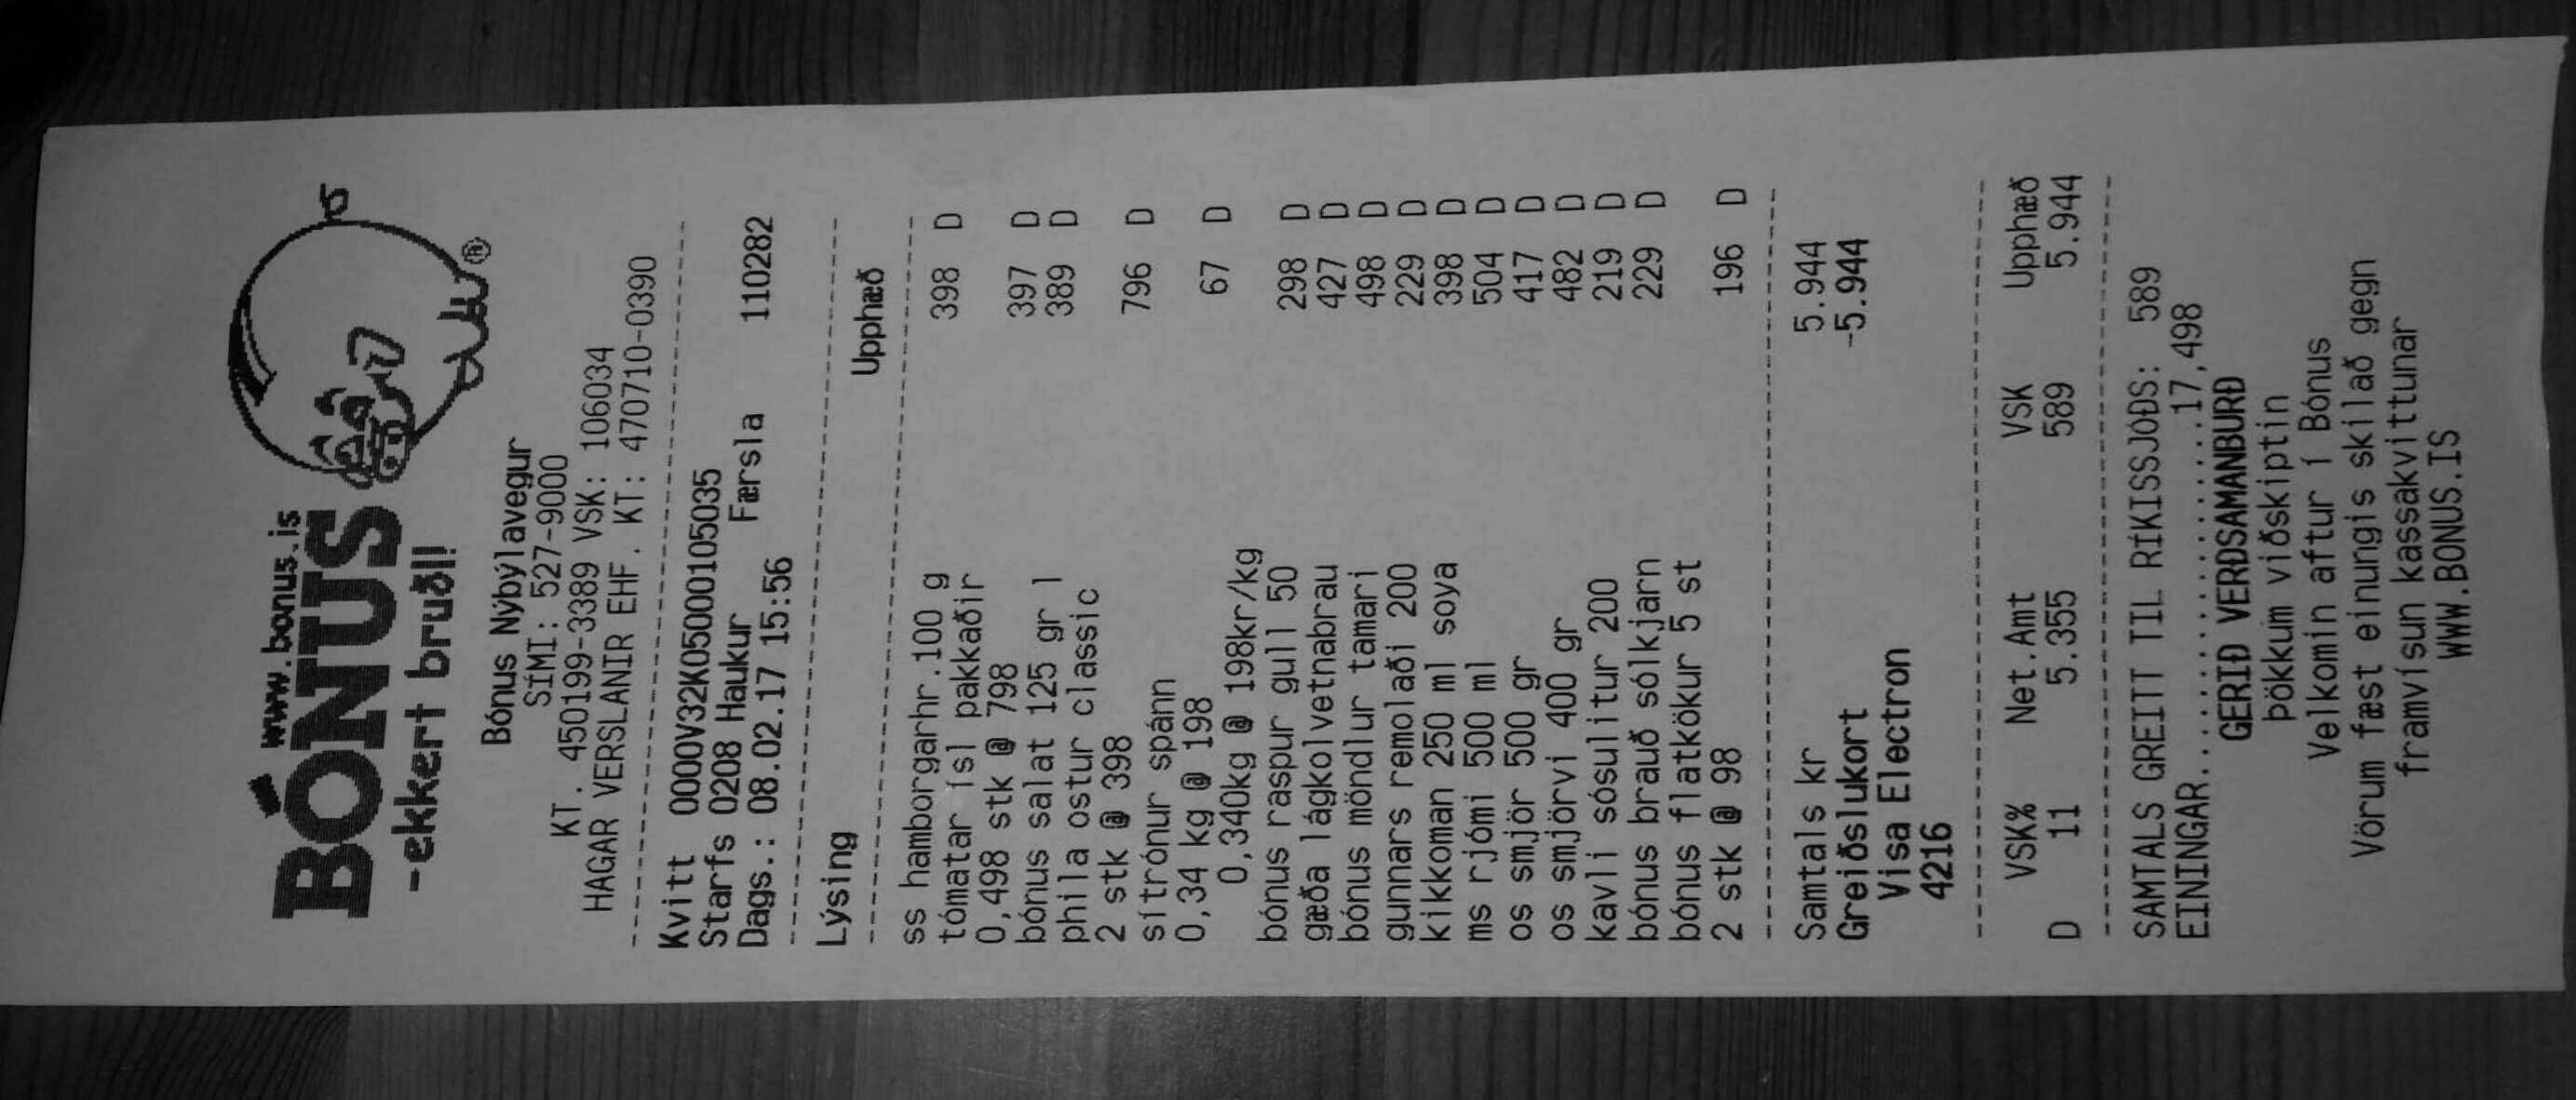 www.bonus.is
BÓNUS
-ekkert bruðl!
Bónus Nýbýlavegur
SÍMI: 527-9000
KT. 450199-3389 VSK: 106034
HAGAR VERSLANIR EHF. KT: 470710-0390
Kvitt 0000V32K0500010535
Starfs 0208 Haukur Færsla 110282
Dags.: 08.02.17 15:56
Lýsing Upphæð
ss hamborgarhr.100 g 398 D
tómatar ísl pakkaðir
0,498 stk @ 798 397 D
bónus salat 125 gr l 389 D
phila ostur classic
2 stk @ 398 796 D
sítrónur spánn
0,34 kg @ 198 67 D
0,340kg @ 198kr/kg
bónus raspur gull 50 298 D
gæða lágkolvetnabrau 427 D
bónus möndlur tamari 498 D
gunnars remolaði 200 229 D
kikkoman 250 ml soya 398 D
ms rjómi 500 ml 504 D
os smjör 500 gr 417 D
os smjörvi 400 gr 482 D
kavli sósulitur 200 219 D
bónus brauð sólkjarn 229 D
bónus flatkökur 5 st
2 stk @ 98 196 D
Samtals kr 5.944
Greiðslukort -5.944
Visa Electron
4216
VSK% Net.Amt VSK Upphæð
D 11 5.355 589 5.944
SAMTALS GREITT TIL RÍKISSJÓÐS: 589
EININGAR........................17,498
GERIÐ VERÐSAMANBURÐ
þökkum viðskiptin
Velkomin aftur í Bónus
Vörum fæst einungis skilað gegn
framvísun kassakvittunar
WWW.BONUS.IS